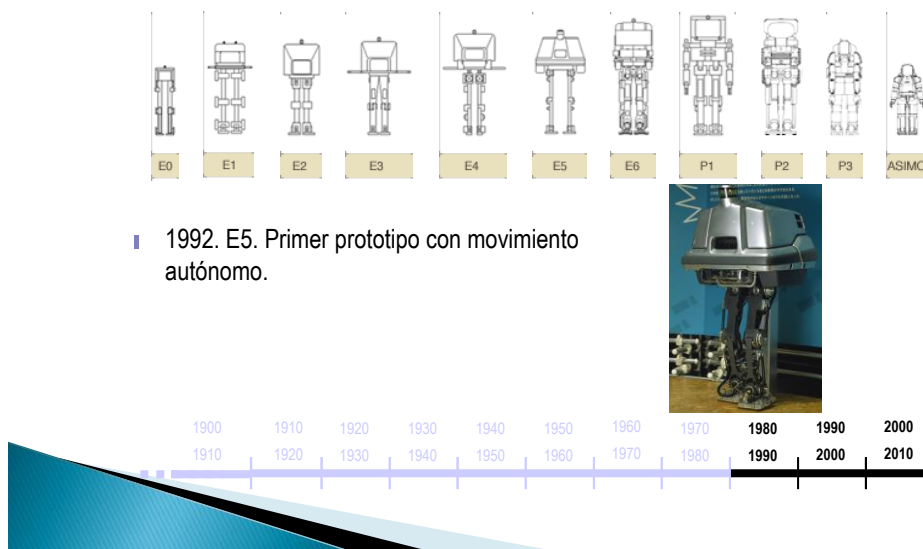 E0 E1 E2 E3 E4 E5 E6 P1 P2 P3 ASIMO
1992. E5. Primer prototipo con movimiento
autónomo.
1900 1910 1920 1930 1940 1950 1960 1970 1980 1990 2000
1910 1920 1930 1940 1950 1960 1970 1980 1990 2000 2010